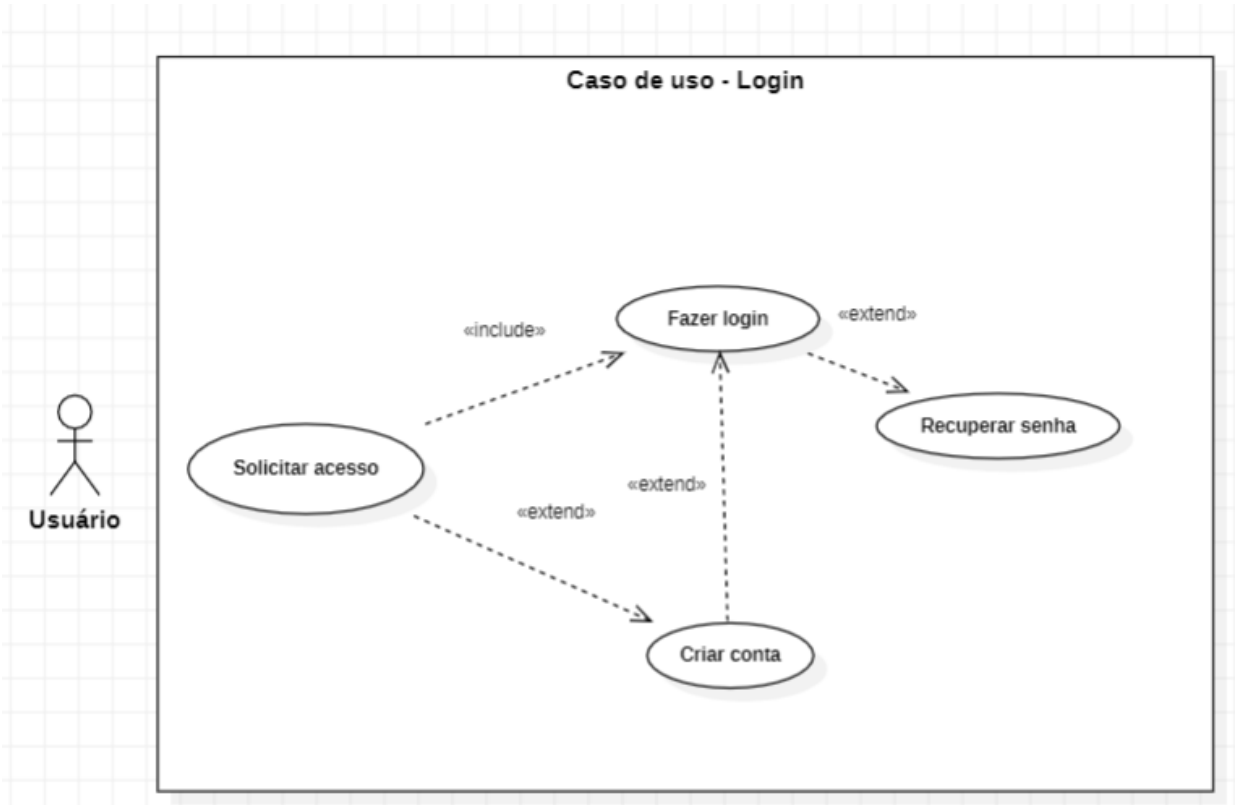 Caso de uso - Login
Fazer login
«extend»
«include»
Recuperar senha
Solicitar acesso
«extend»
«extend»
Usuário
Criar conta